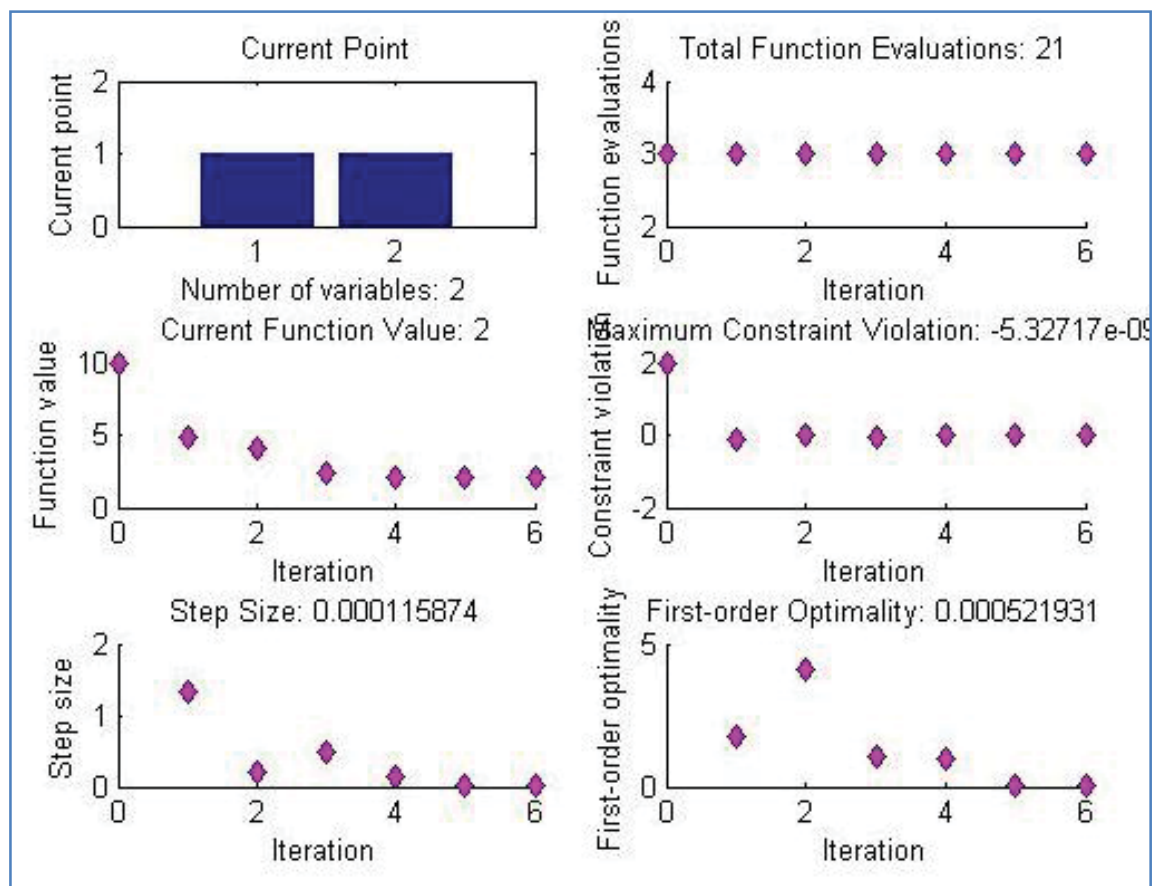 Current Point
Current point
2
1
0
1
2
Number of variables: 2
Total Function Evaluations: 21
Function evaluations
4
3
2
0
2
4
6
Iteration
Current Function Value: 2
Function value
10
5
0
0
2
4
6
Iteration
Maximum Constraint Violation: -5.32717e-09
Constraint violation
2
0
-2
0
2
4
6
Iteration
Step Size: 0.000115874
Step size
2
1
0
0
2
4
6
Iteration
First-order Optimality: 0.000521931
First-order optimality
5
0
0
2
4
6
Iteration